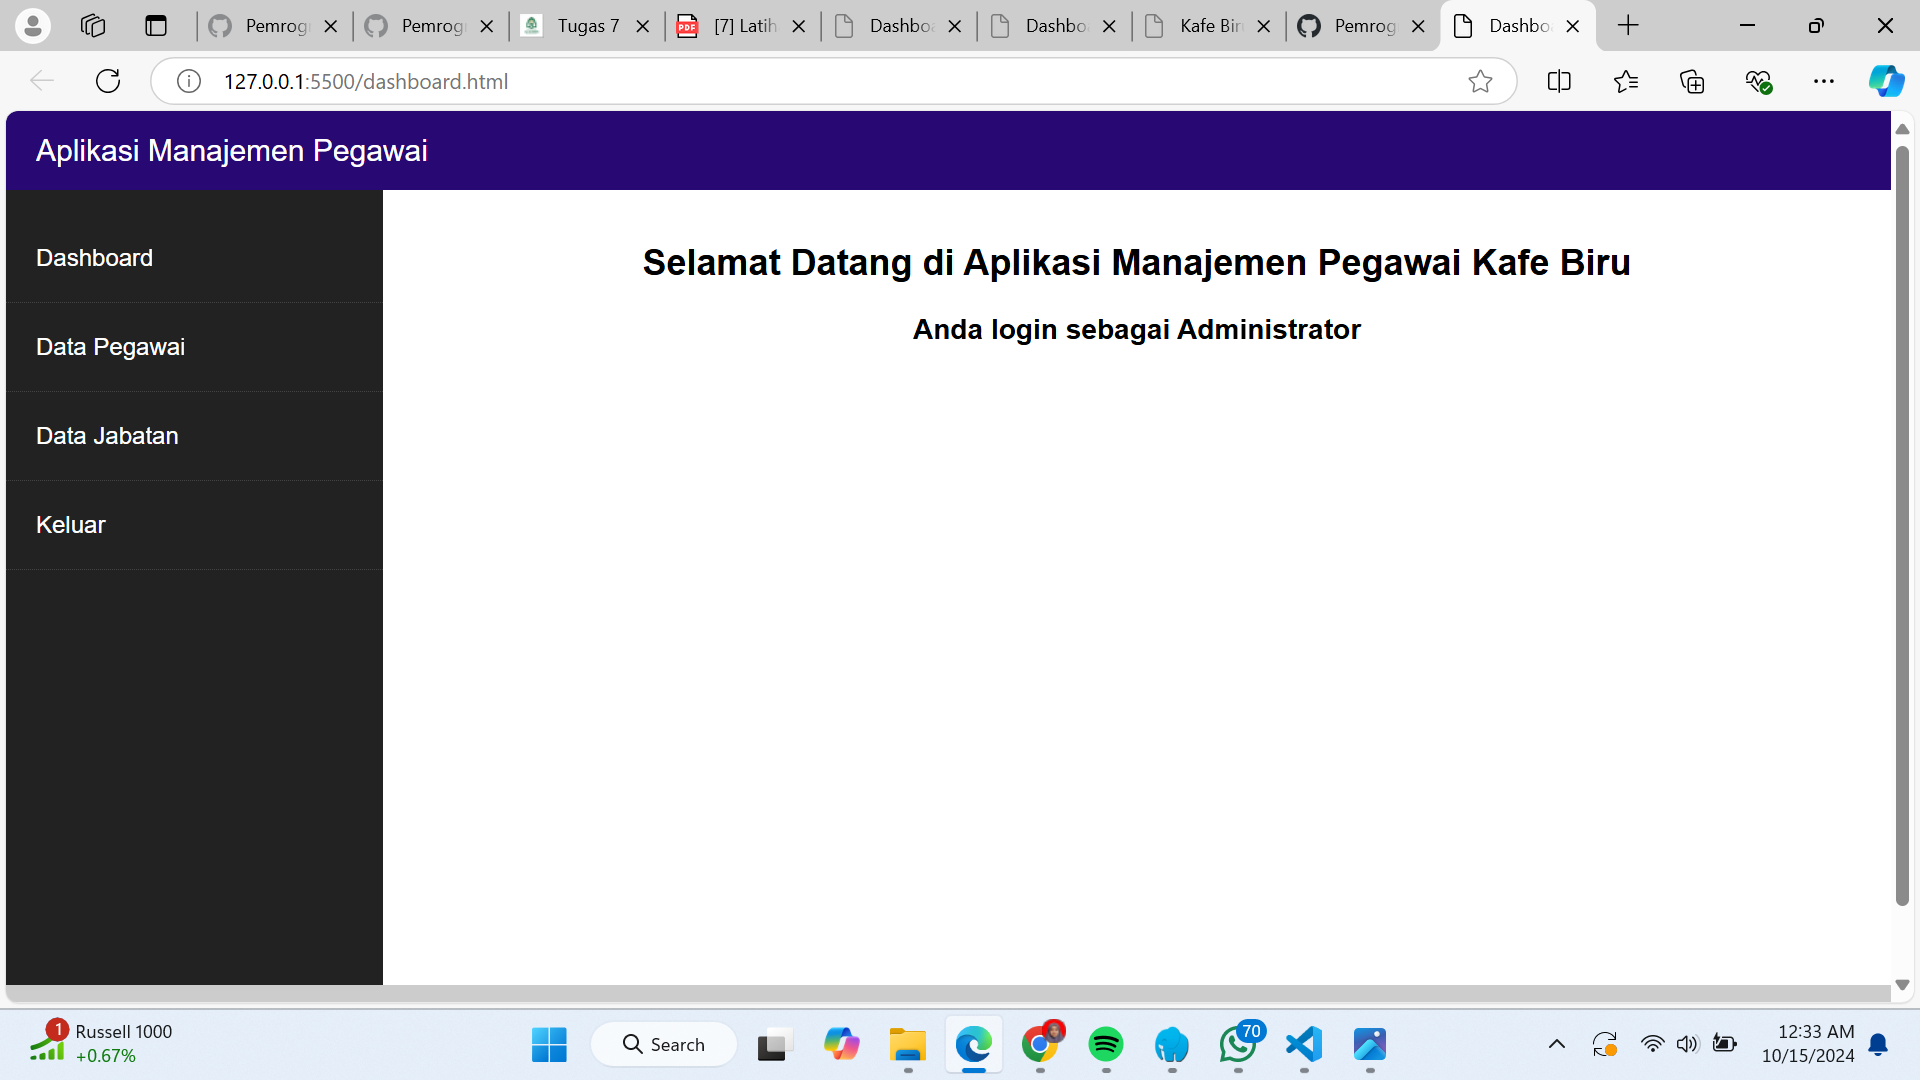 Pemrog
Pemrog
Tugas 7
[7] Latih
Dashbo
Dashbo
Kafe Bir
Pemrog
Dashbo
127.0.0.1:5500/dashboard.html
Aplikasi Manajemen Pegawai
Dashboard
Data Pegawai
Data Jabatan
Keluar
Selamat Datang di Aplikasi Manajemen Pegawai Kafe Biru
Anda login sebagai Administrator
1
Russell 1000
+0.67%
Search
70
12:33 AM
10/15/2024